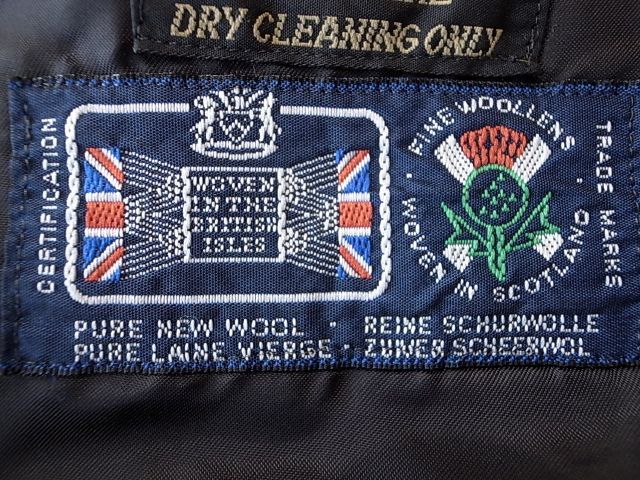 DRY CLEANING ONLY
CERTIFICATION
WOVEN
IN THE
BRITISH
ISLES
FINE WOOLLENS · WOVEN IN SCOTLAND ·
TRADE MARKS
PURE NEW WOOL · REINE SCHURWOLLE
PURE LAINE VIERGE · ZUIVER SCHEERWOL